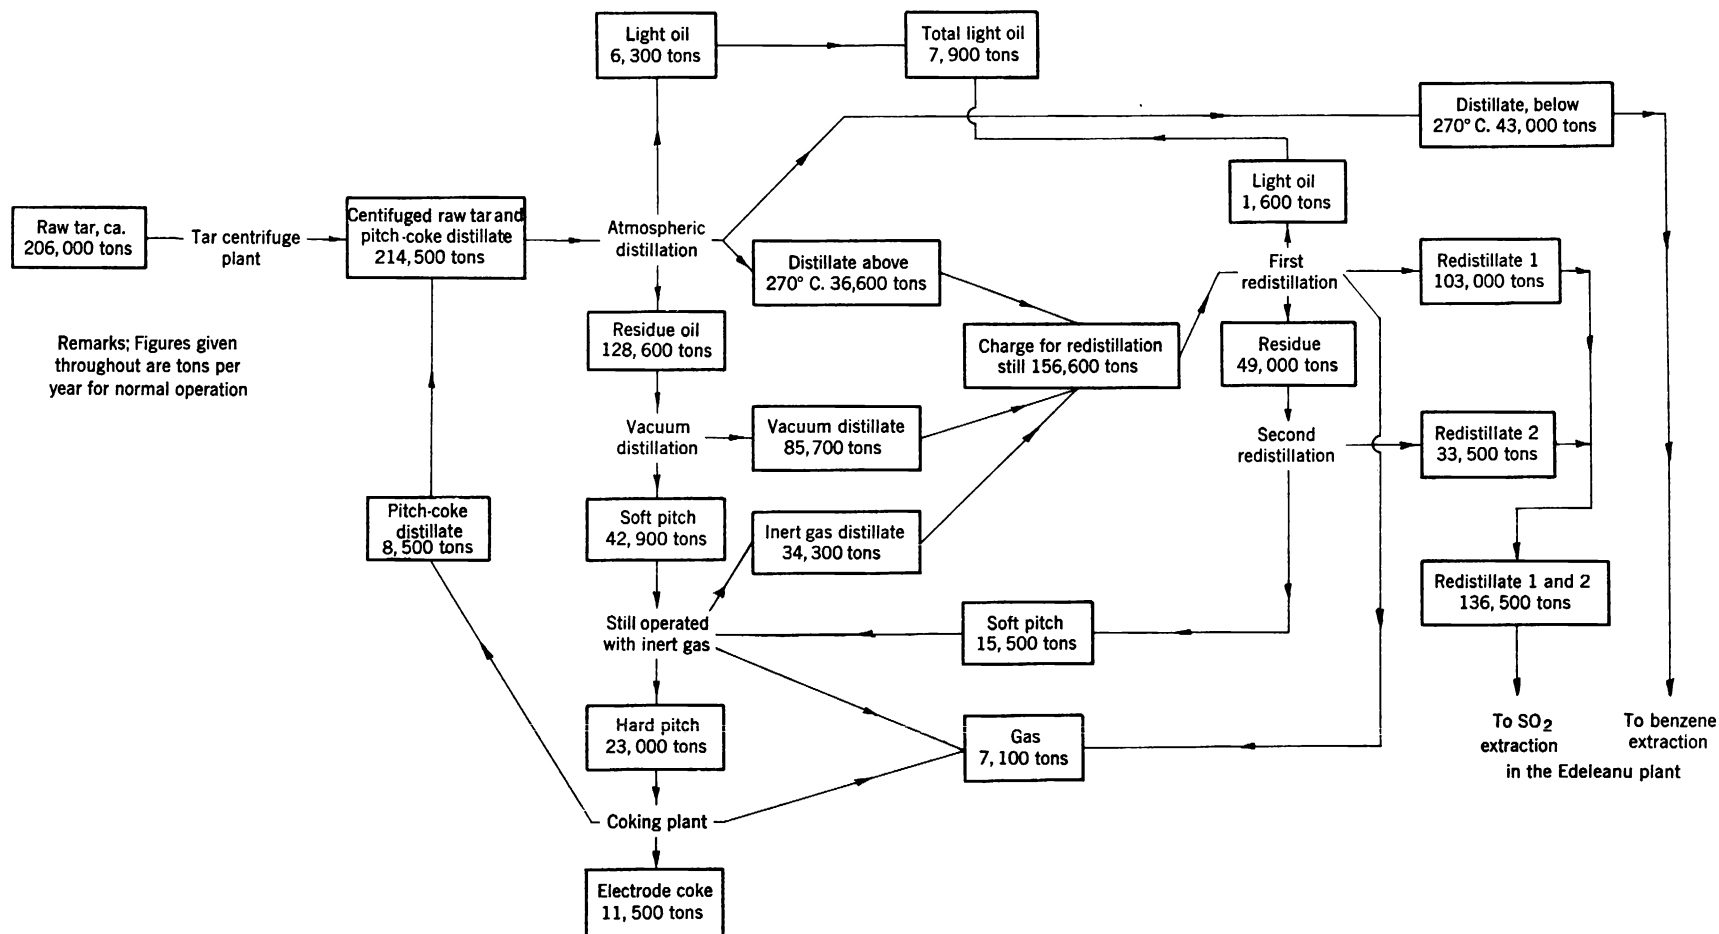 Light oil
6,300 tons
Total light oil
7,900 tons
Distillate, below
270° C. 43,000 tons
Light oil
1,600 tons
Raw tar, ca.
206,000 tons
Tar centrifuge
plant
Centifuged raw tar and
pitch-coke distillate
214,500 tons
Atmospheric
distillation
Distillate above
270° C. 36,600 tons
First
redistillation
Redistillate 1
103,000 tons
Remarks; Figures given
throughout are tons per
year for normal operation
Residue oil
128,600 tons
Charge for redistillation
still 156,600 tons
Residue
49,000 tons
Vacuum
distillation
Vacuum distillate
85,700 tons
Second
redistillation
Redistillate 2
33,500 tons
Pitch-coke
distillate
8,500 tons
Soft pitch
42,900 tons
Inert gas distillate
34,300 tons
Redistillate 1 and 2
136,500 tons
Still operated
with inert gas
Soft pitch
15,500 tons
Hard pitch
23,000 tons
Gas
7,100 tons
To SO2
extraction
To benzene
extraction
in the Edeleanu plant
Coking plant
Electrode coke
11,500 tons